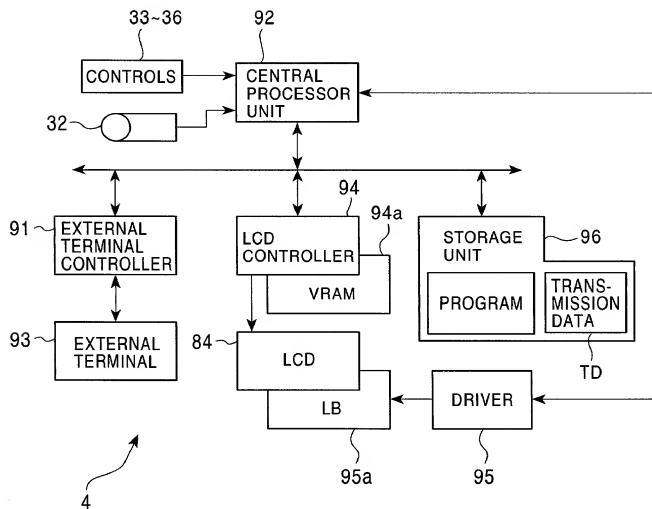 33~36
92
CONTROLS
CENTRAL
PROCESSOR
UNIT
32
94
94a
91
EXTERNAL
TERMINAL
CONTROLLER
LCD
CONTROLLER
VRAM
STORAGE
UNIT
96
PROGRAM
TRANS-
MISSION
DATA
TD
93
EXTERNAL
TERMINAL
84
LCD
LB
DRIVER
95a
95
4